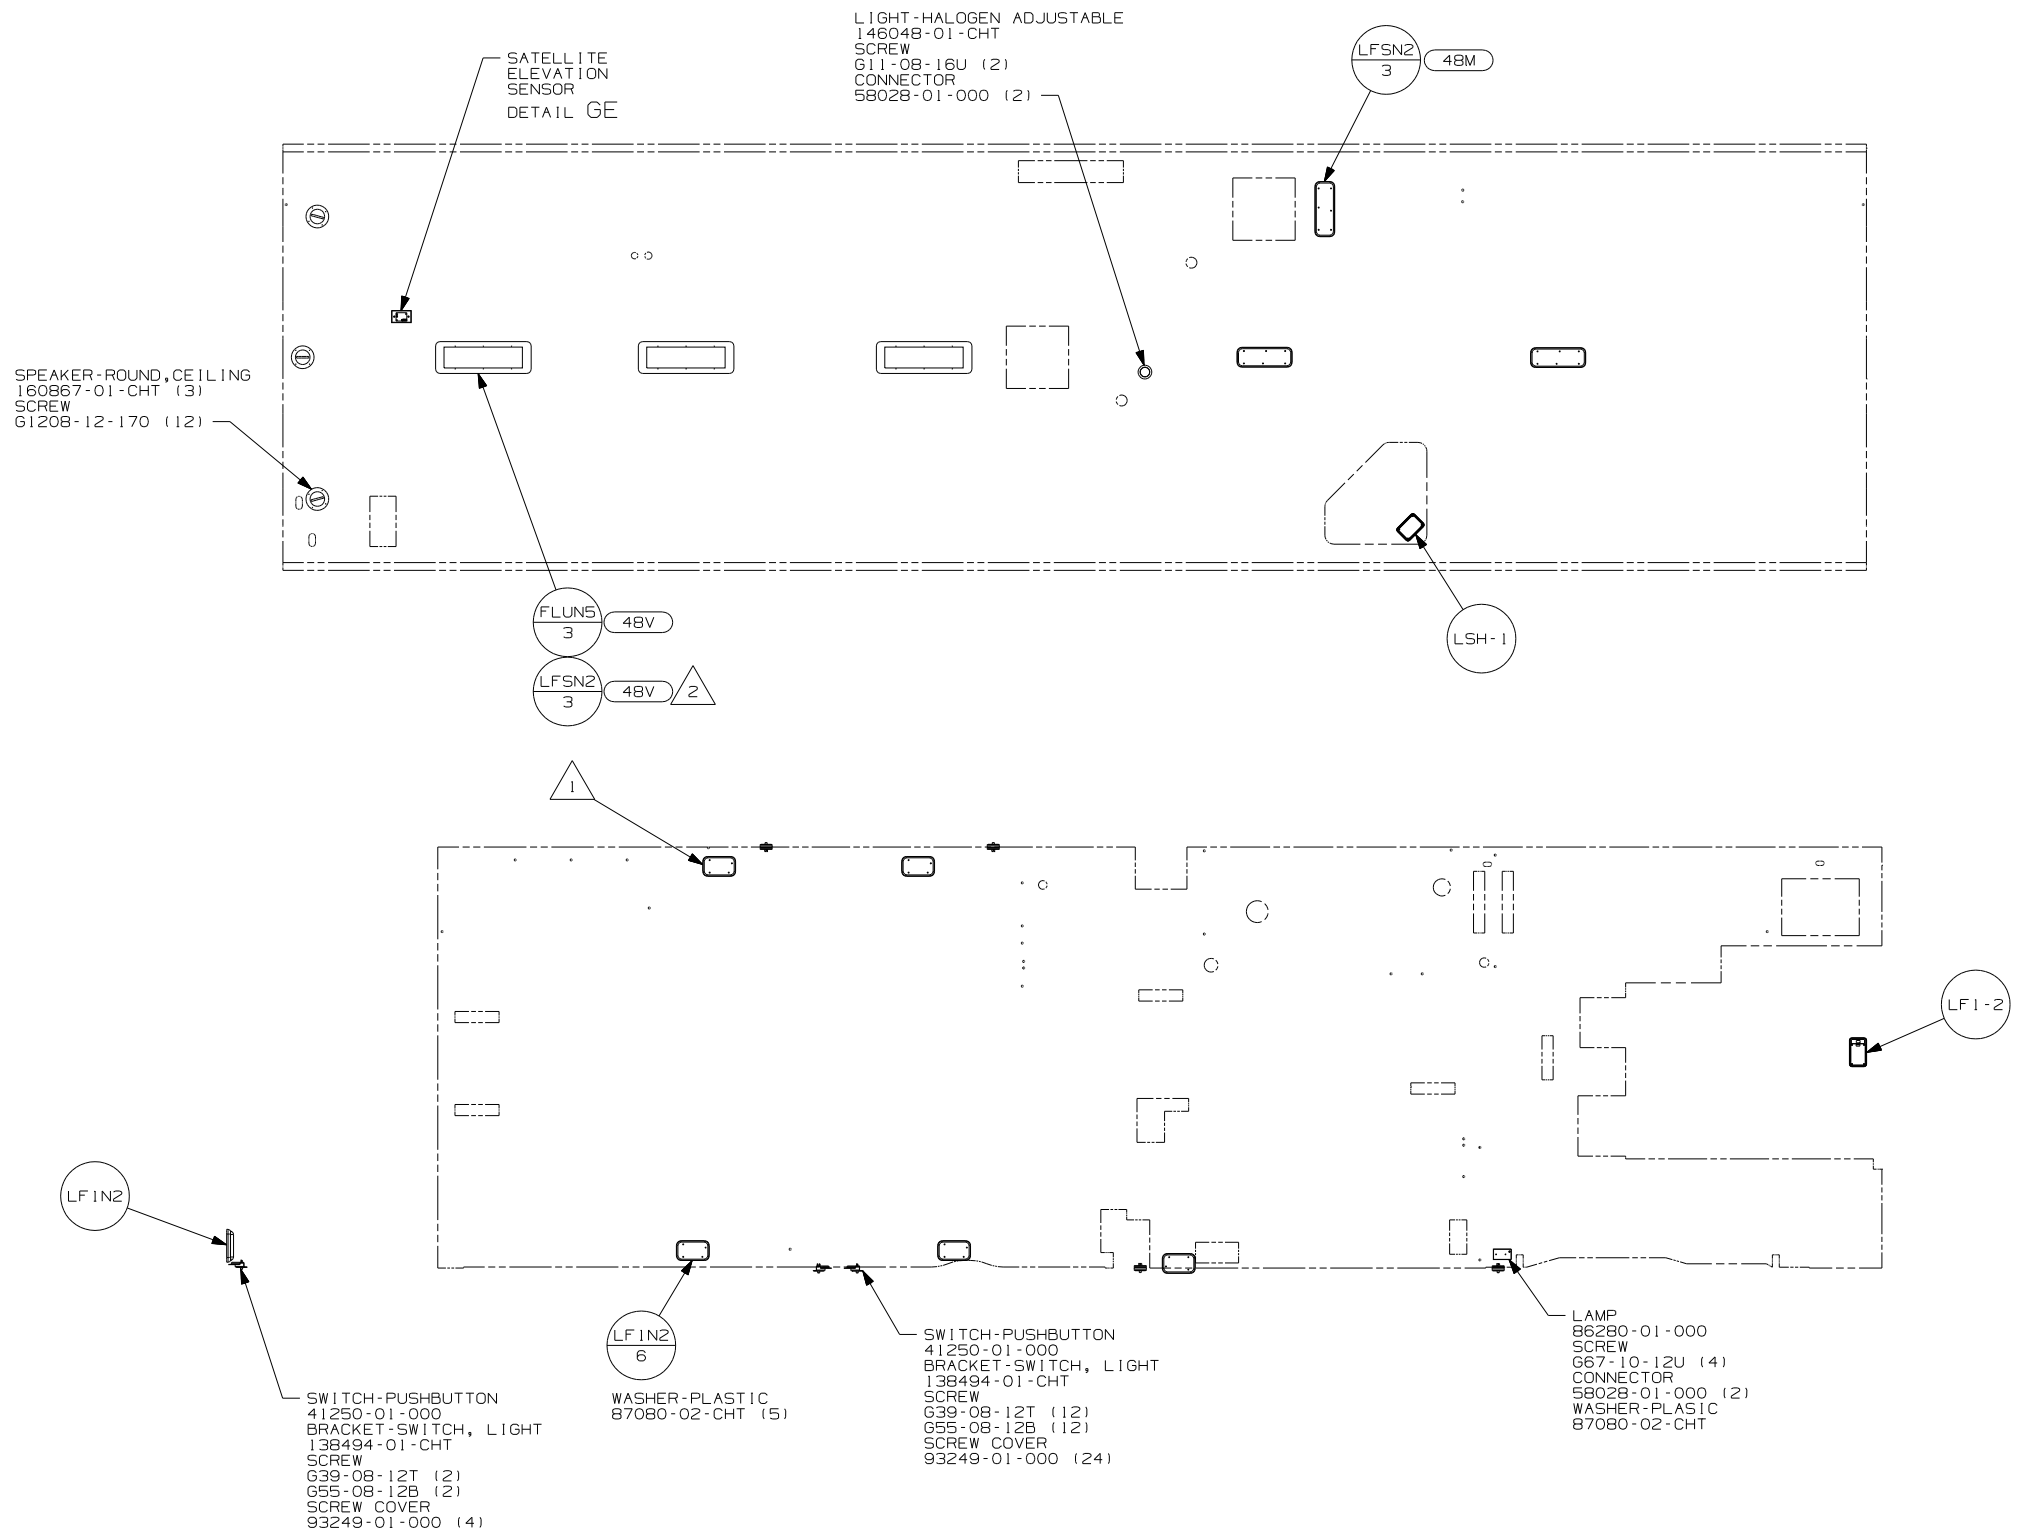 LIGHT-HALOGEN ADJUSTABLE
146048-01-CHT
SCREW
G11-08-16U (2)
CONNECTOR
58028-01-000 (2)
SATELLITE
ELEVATION
SENSOR
DETAIL GE
LFSN2
3
48M
SPEAKER-ROUND,CEILING
160867-01-CHT (3)
SCREW
G1208-12-170 (12)
FLUN5
3
48V
LFSN2
3
48V
2
LSH-1
1
LF1-2
LF1N2
LF1N2
6
WASHER-PLASTIC
87080-02-CHT (5)
SWITCH-PUSHBUTTON
41250-01-000
BRACKET-SWITCH, LIGHT
138494-01-CHT
SCREW
G39-08-12T (2)
G55-08-12B (2)
SCREW COVER
93249-01-000 (4)
SWITCH-PUSHBUTTON
41250-01-000
BRACKET-SWITCH, LIGHT
138494-01-CHT
SCREW
G39-08-12T (12)
G55-08-12B (12)
SCREW COVER
93249-01-000 (24)
LAMP
86280-01-000
SCREW
G67-10-12U (4)
CONNECTOR
58028-01-000 (2)
WASHER-PLASIC
87080-02-CHT